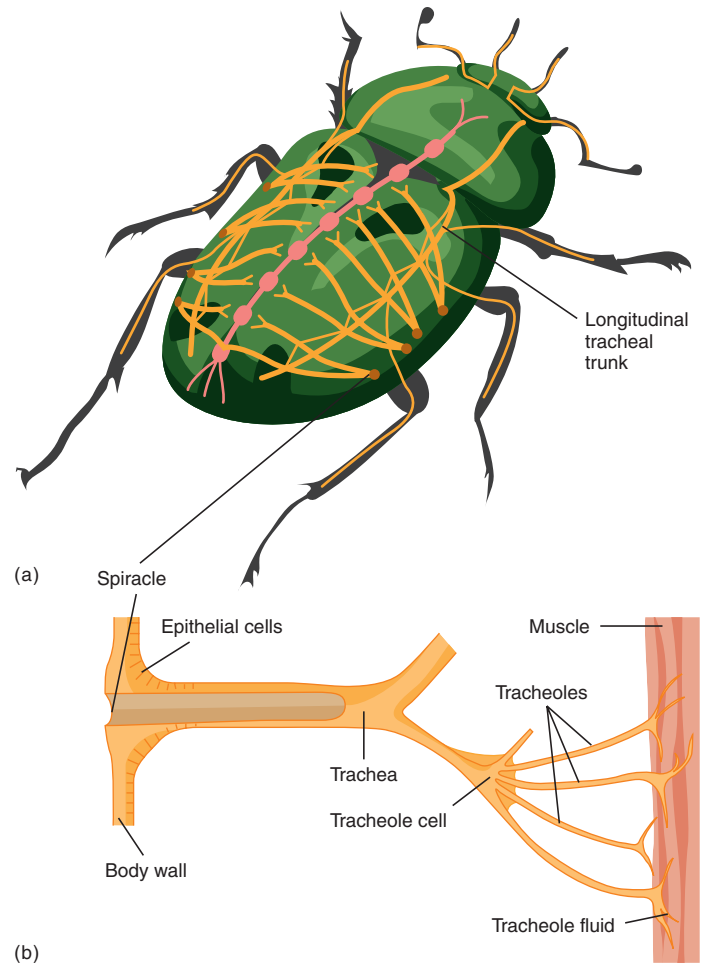 Longitudinal
tracheal
trunk
(a)
Spiracle
Epithelial cells
Muscle
Tracheoles
Trachea
Tracheole cell
Body wall
Tracheole fluid
(b)